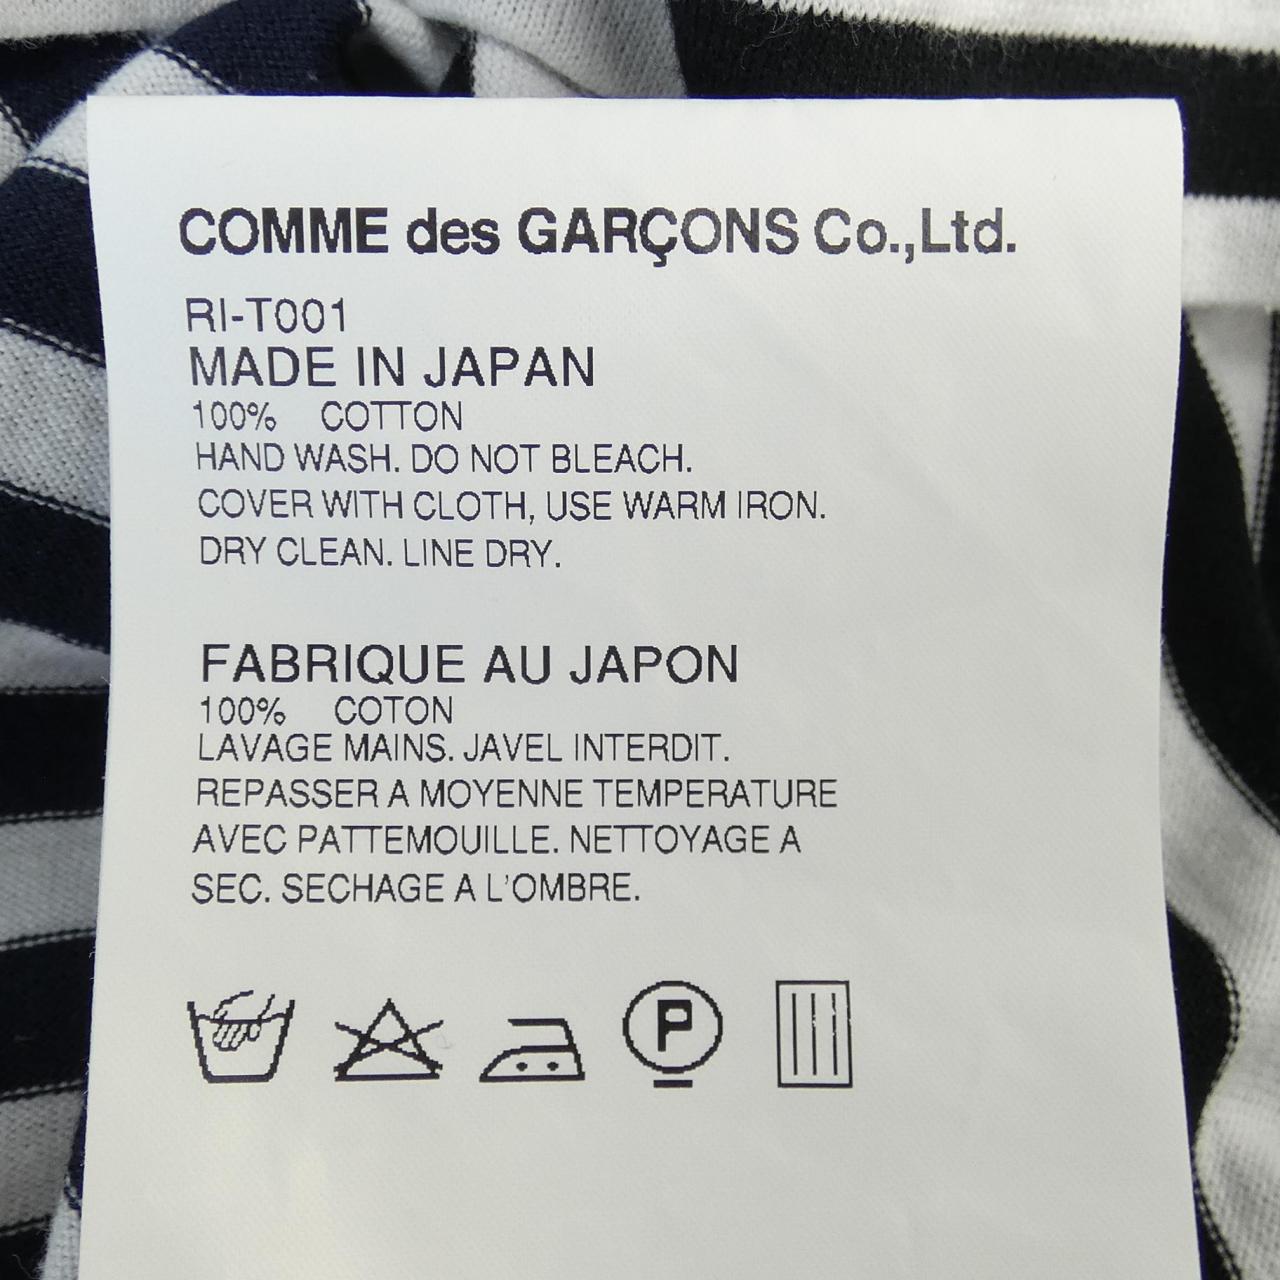 COMME des GARÇONS Co.,Ltd.
RI-T001
MADE IN JAPAN
100% COTTON
HAND WASH. DO NOT BLEACH.
COVER WITH CLOTH, USE WARM IRON.
DRY CLEAN. LINE DRY.
FABRIQUE AU JAPON
100% COTON
LAVAGE MAINS. JAVEL INTERDIT.
REPASSER A MOYENNE TEMPERATURE
AVEC PATTEMOUILLE. NETTOYAGE A
SEC. SECHAGE A L'OMBRE.
P